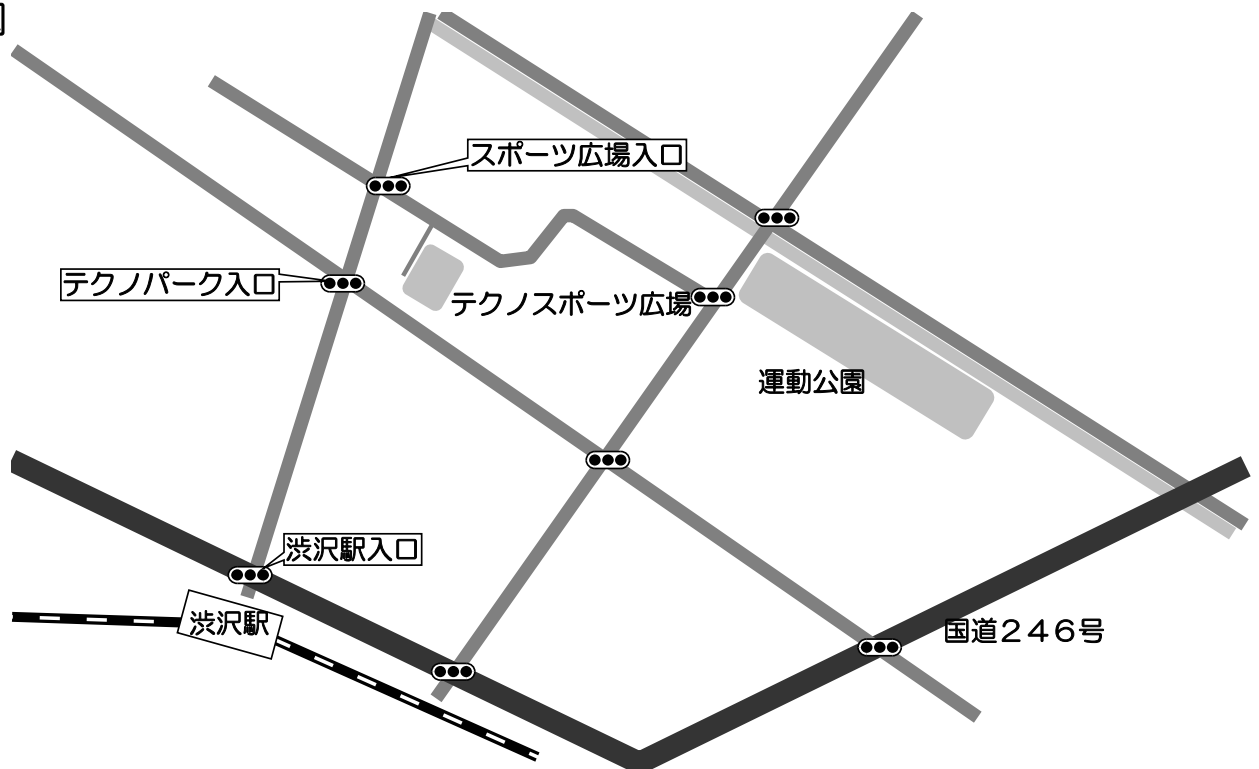 スポーツ広場入口
テクノパーク入口
テクノスポーツ広場
運動公園
渋沢駅入口
渋沢駅
国道246号